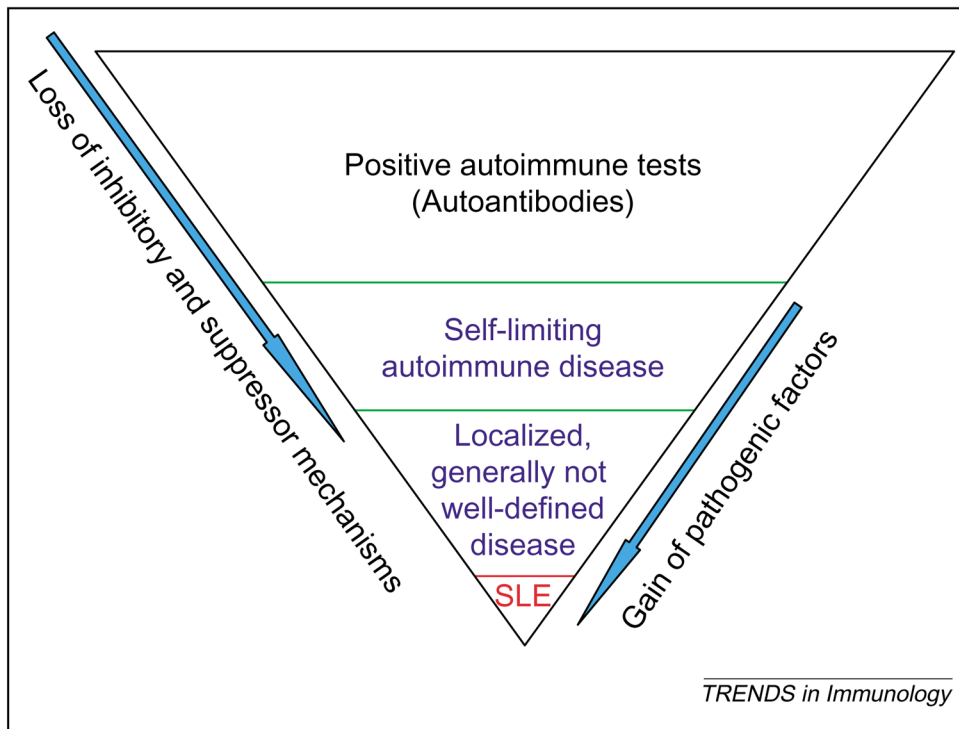 Loss of inhibitory and suppressor mechanisms
Positive autoimmune tests
(Autoantibodies)
Self-limiting
autoimmune disease
Localized,
generally not
well-defined
disease
SLE
Gain of pathogenic factors
TRENDS in Immunology